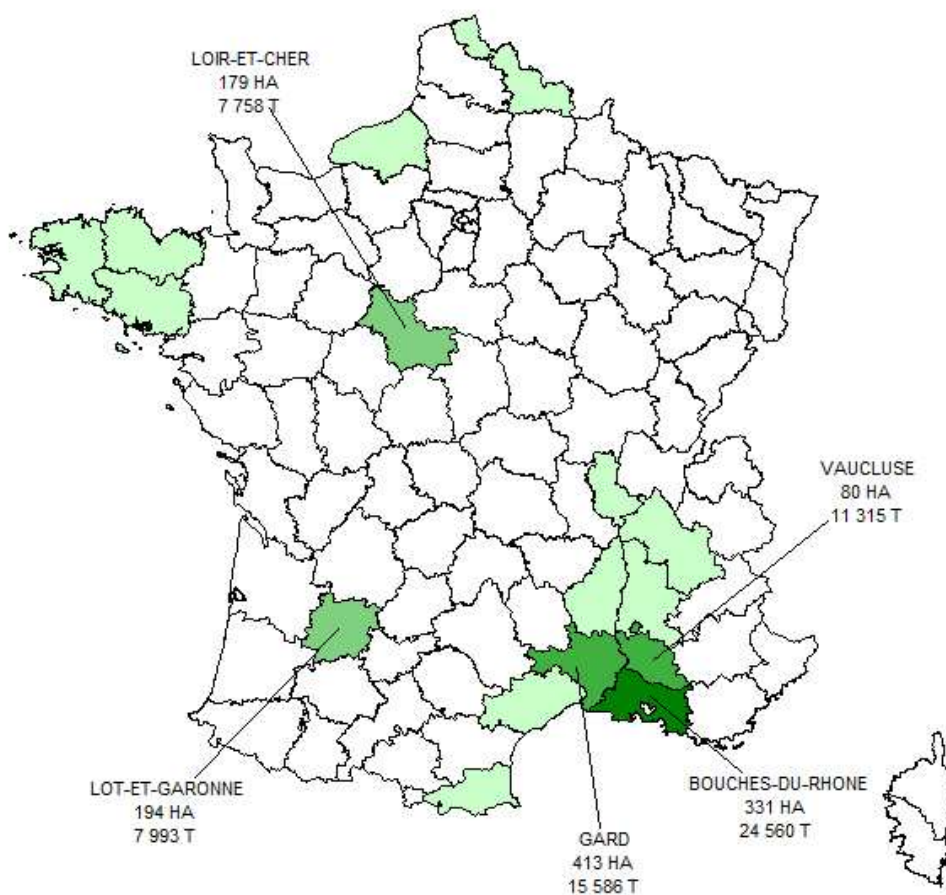 LOIR-ET-CHER
179 HA
7 758 T
VAUCLUSE
80 HA
11 315 T
LOT-ET-GARONNE
194 HA
7 993 T
GARD
413 HA
15 586 T
BOUCHES-DU-RHONE
331 HA
24 560 T